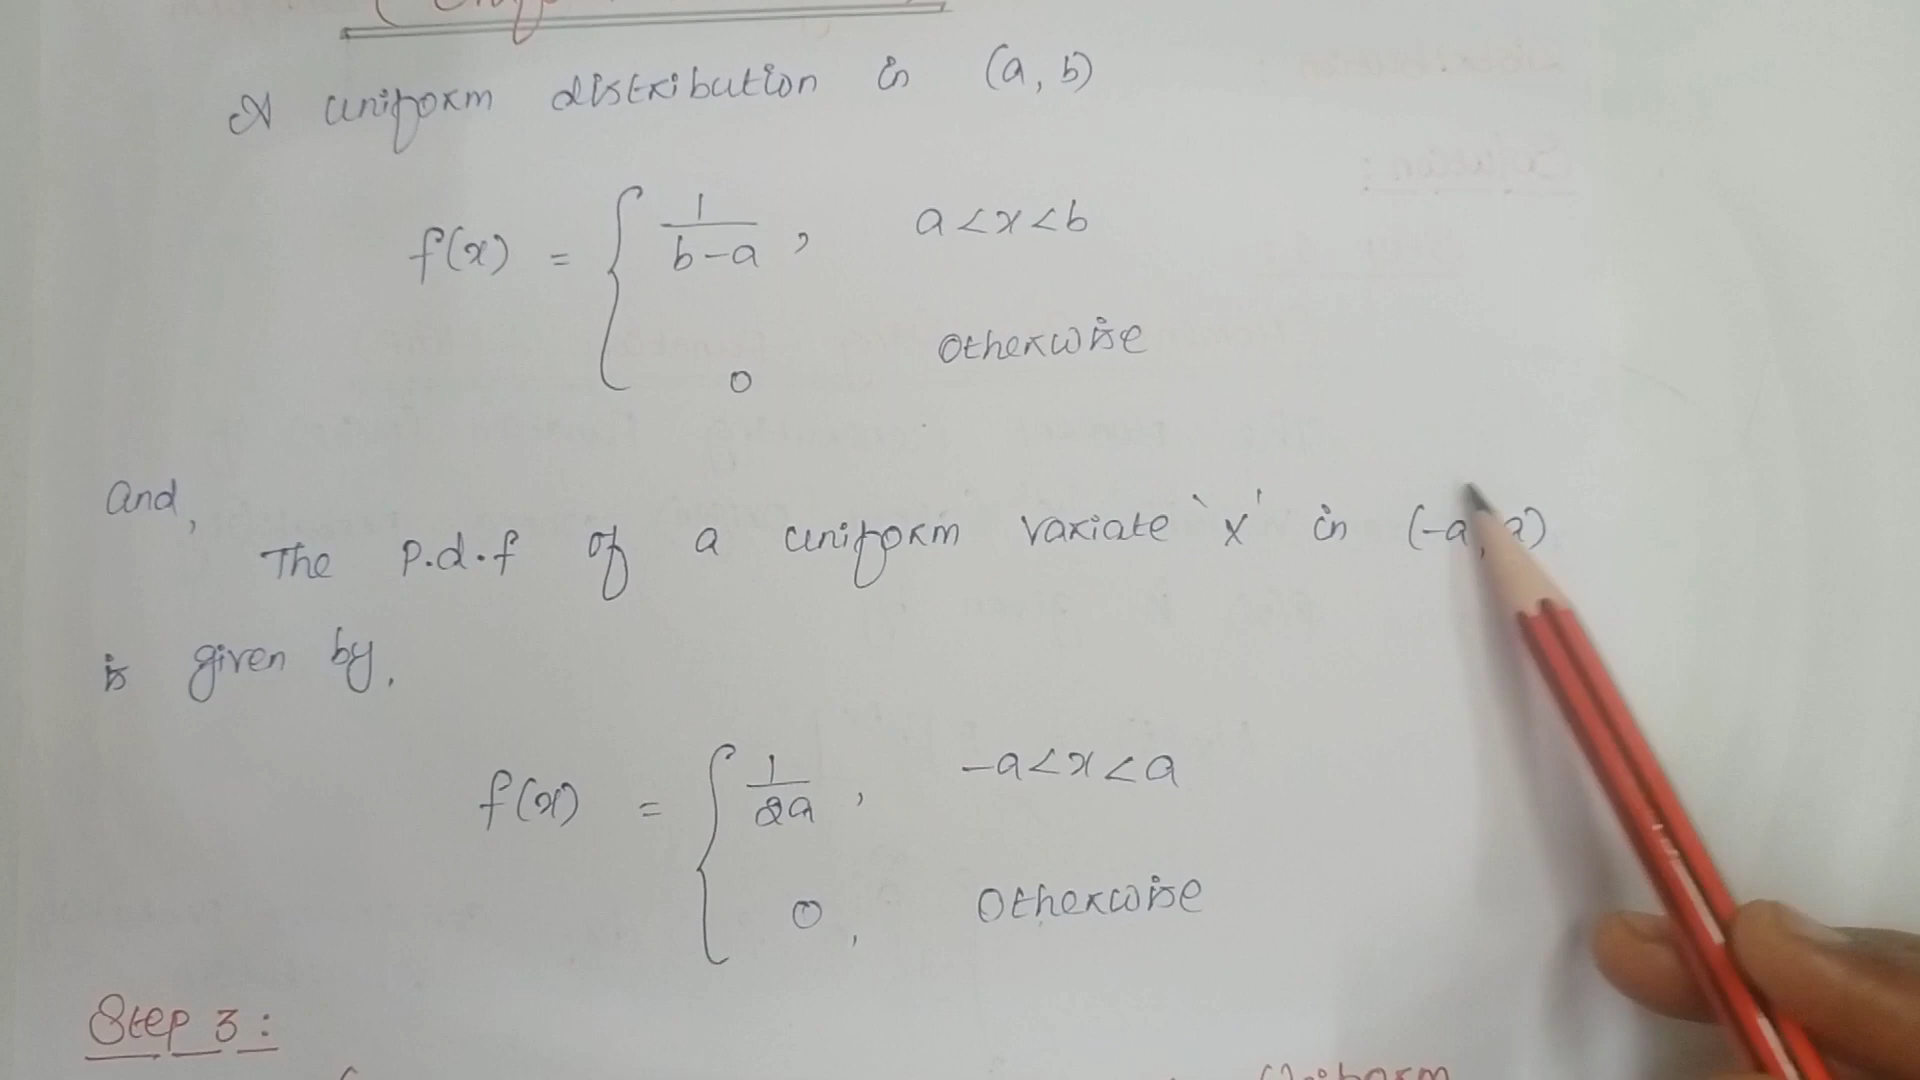 A uniform distribution in (a, b)
f(x) = { 1/(b-a), a<x<b
0 otherwise
and,
The p.d.f of a uniform variate `x' in (-a, a)
is given by,
f(x) = { 1/2a, -a<x<a
0, otherwise
Step 3: